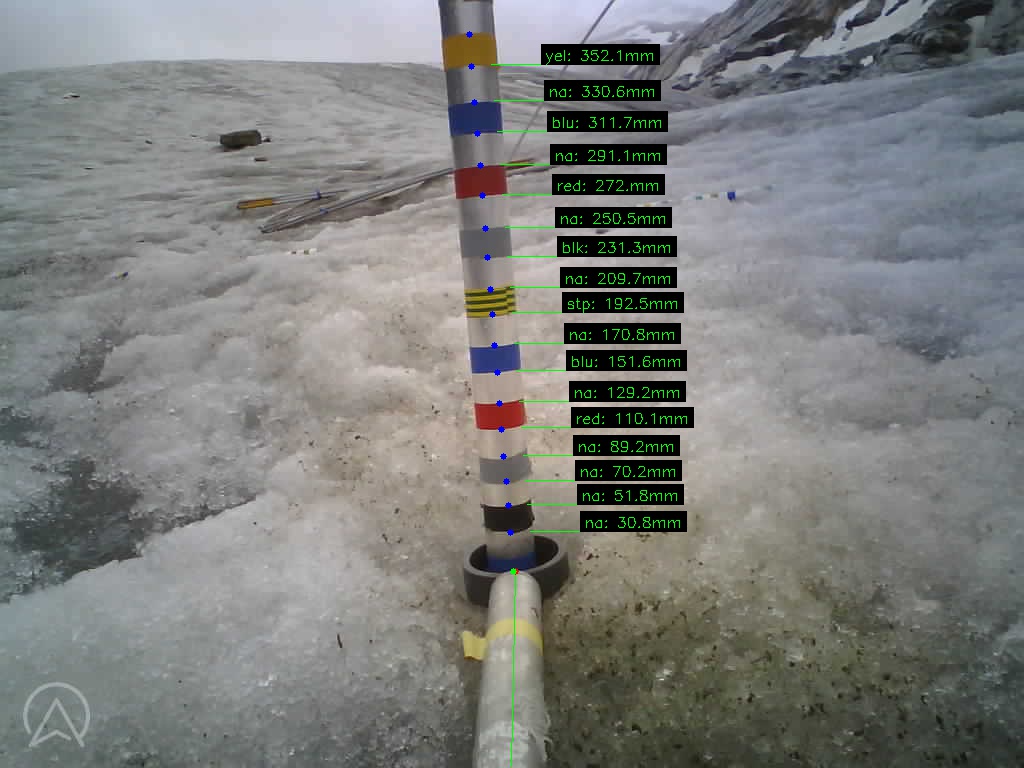 yel: 352.1mm
na: 330.6mm
blu: 311.7mm
na: 291.1mm
red: 272.mm
na: 250.5mm
blk: 231.3mm
na: 209.7mm
stp: 192.5mm
na: 170.8mm
blu: 151.6mm
na: 129.2mm
red: 110.1mm
na: 89.2mm
na: 70.2mm
na: 51.8mm
na: 30.8mm